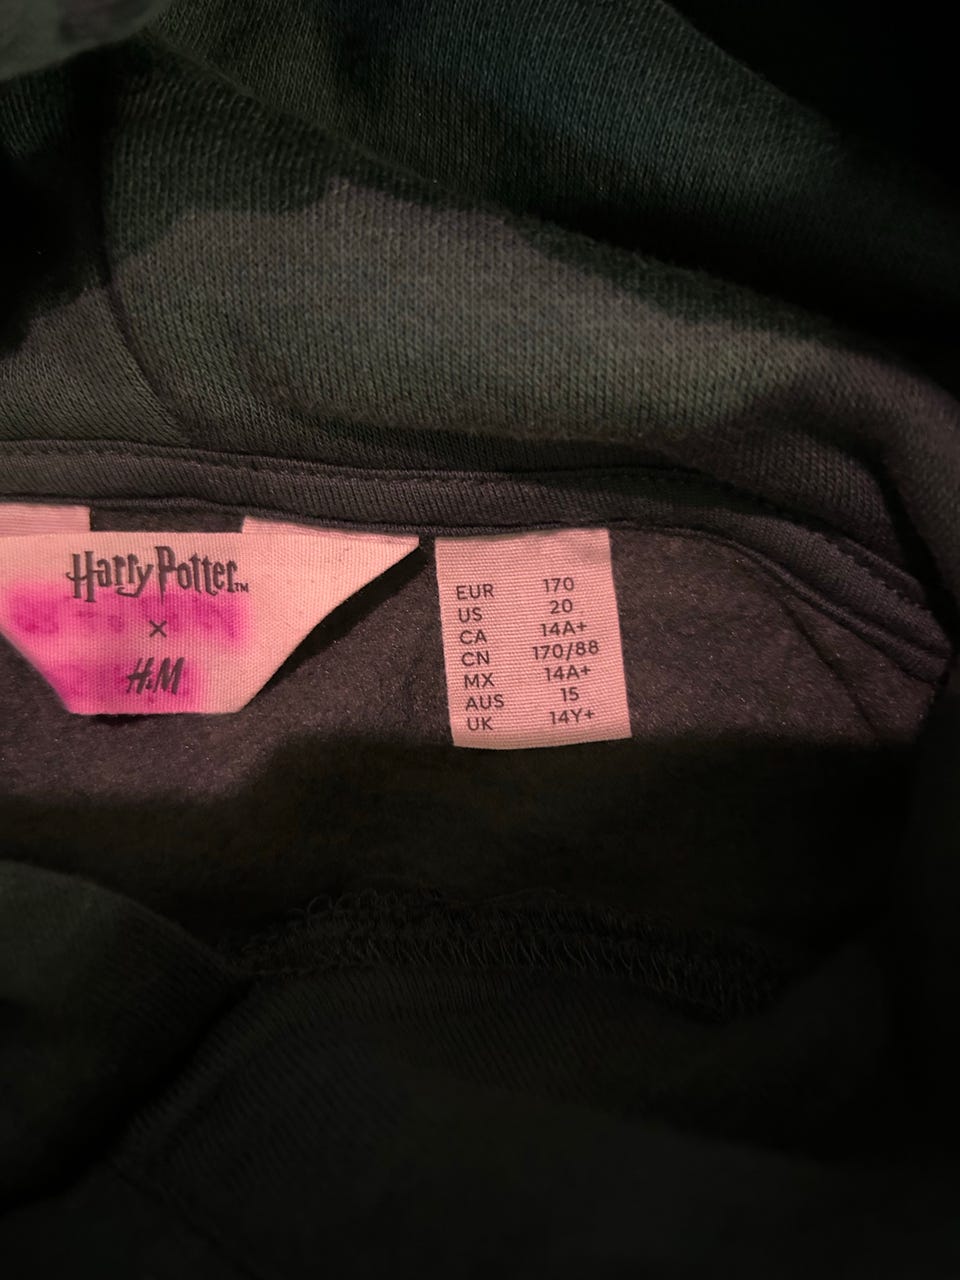 Harry Potter™
×
H&M
EUR 170
US 20
CA 14A+
CN 170/88
MX 14A+
AUS 15
UK 14Y+